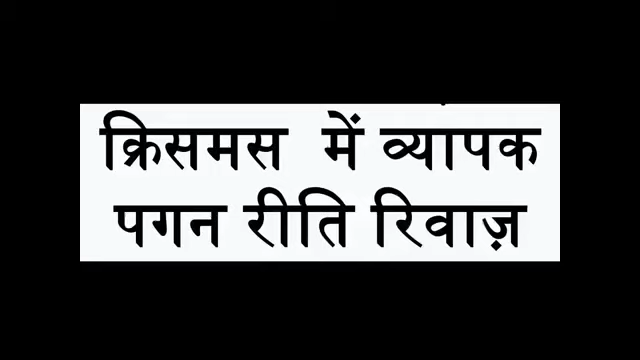 क्रिसमस में व्यापक
पगन रीति रिवाज़